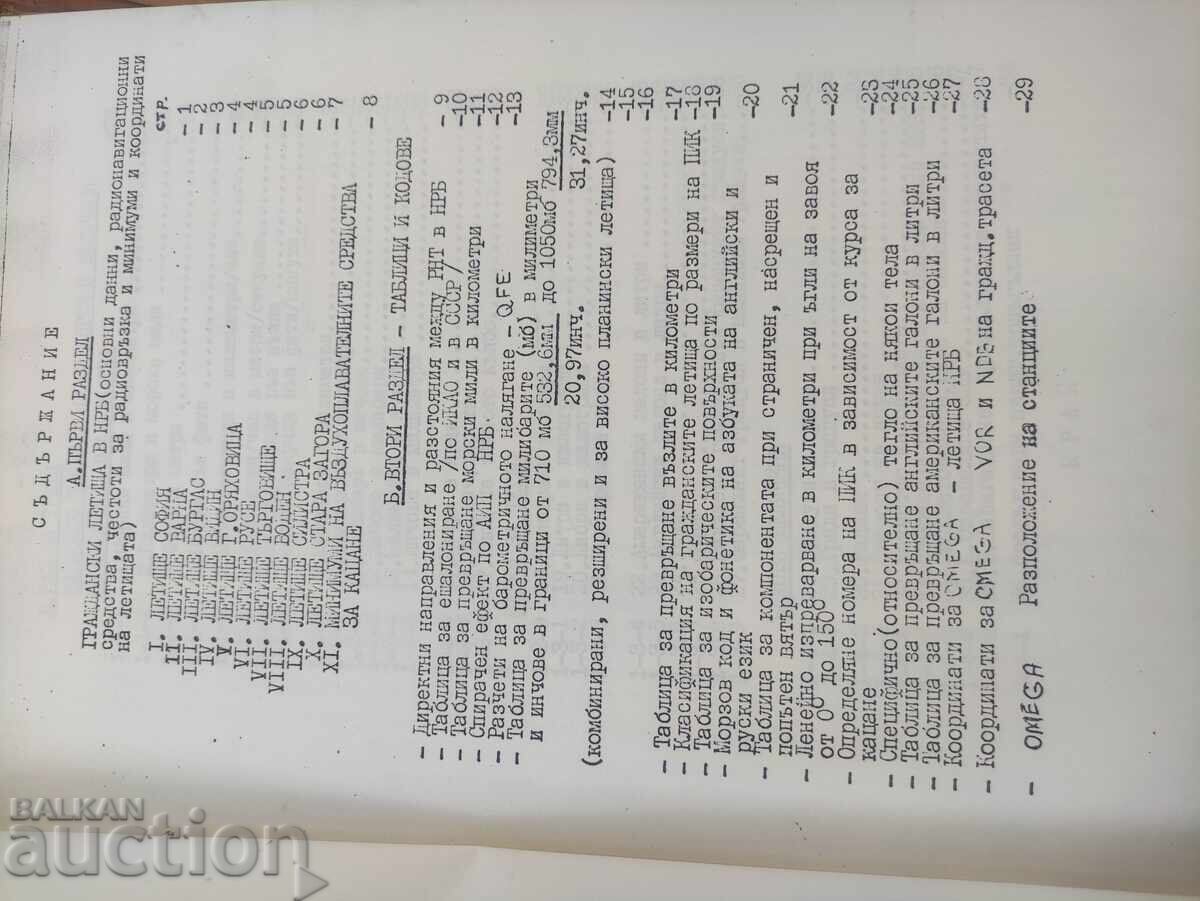 СЪДЪРЖАНИЕ
А.ПЪРВИ РАЗДЕЛ
ГРАЖДАНСКИ ЛЕТИЩА В НРБ(основни данни, радионавигационни
средства, честоти за радиовръзка и минимуми и координати
на летищата)
стр.
I. ЛЕТИЩЕ СОФИЯ - 1
II. ЛЕТИЩЕ ВАРНА - 2
III. ЛЕТИЩЕ БУРГАС - 3
IV. ЛЕТИЩЕ ВИДИН - 4
V. ЛЕТИЩЕ Г.ОРЯХОВИЦА - 4
VI. ЛЕТИЩЕ РУСЕ - 5
VII. ЛЕТИЩЕ ТЪРГОВИЩЕ - 5
VIII. ЛЕТИЩЕ - 6
IX. ЛЕТИЩЕ СИЛИСТРА - 6
X. ЛЕТИЩЕ СТАРА ЗАГОРА - 7
XI. МИНИМУМИ НА ВЪЗДУХОПЛАВАТЕЛНИТЕ СРЕДСТВА
ЗА КАЦАНЕ - 8
Б.ВТОРИ РАЗДЕЛ - ТАБЛИЦИ И КОДОВЕ
- Директни направления и разстояния между РНТ в НРБ - 9
- Таблица за ешалониране /по ИКАО и в СССР/ -10
- Таблица за превръщане морски мили в километри -11
- Спирачен ефект по АИП НРБ. -12
- Разчети на барометричното налягане - QFE -13
- Таблица за превръщане милибарите (мб) в милиметри
и инчове в граници от 710 мб 532,6мм до 1050мб 794,3мм
20,97инч. 31,27инч.
(комбинирани, резширени и за високо планински летища) -14
-15
-16
- Таблица за превръщане възлите в километри -17
- Класификация на гражданските летища по размери на ПИК -18
- Таблица за изобарическите повърхности -19
- Морзов код и фонетика на азбуката на английски и
руски език -20
- Таблица за компонентата при страничен, насрещен и
попътен вятър -21
- Ленейно изпреварване в километри при ъгли на завоя
от 0° до 150° -22
- Определяне номера на ПИК в зависимост от курса за
кацане -23
- Специфично(относително) тегло на някои тела -24
- Таблица за превръщане английските галони в литри -25
- Таблица за превръщане американските галони в литри -26
- Координати за OMEGA - летища НРБ -27
- Координати за OMEGA VOR и NDB на гражд.трасета -28
- OMEGA Разположение на станциите -29
BALKAN
auction